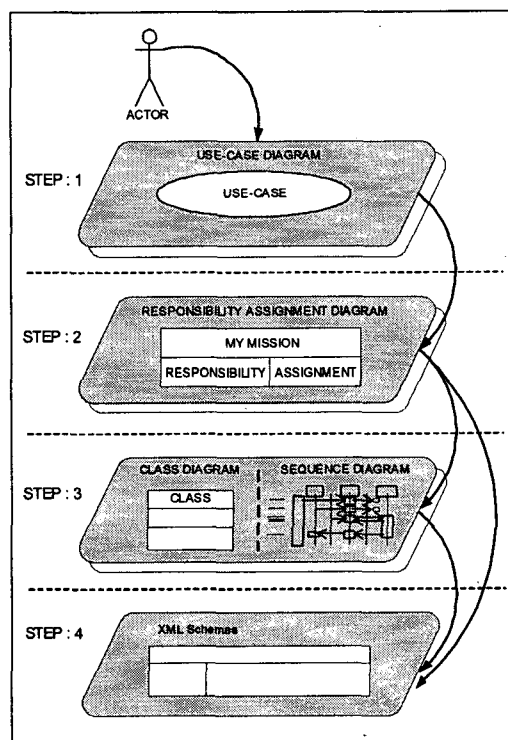 ACTOR
USE-CASE DIAGRAM
STEP : 1
USE-CASE
RESPONSIBILITY ASSIGNMENT DIAGRAM
STEP : 2
MY MISSION
RESPONSIBILITY ASSIGNMENT
CLASS DIAGRAM SEQUENCE DIAGRAM
STEP : 3
CLASS
STEP : 4
XML Schemas